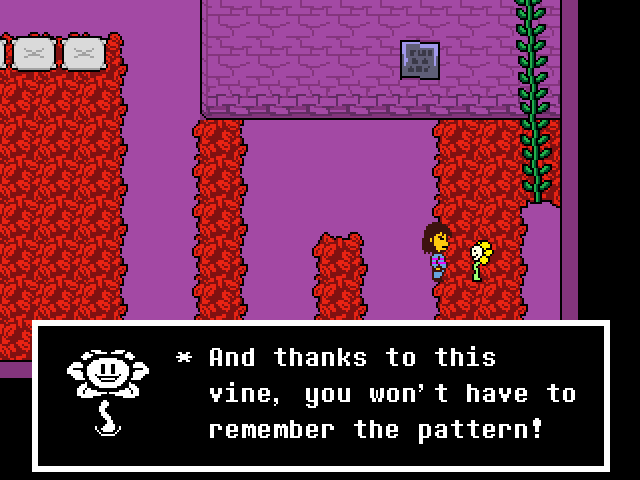 * And thanks to this
vine, you won't have to
remember the pattern!